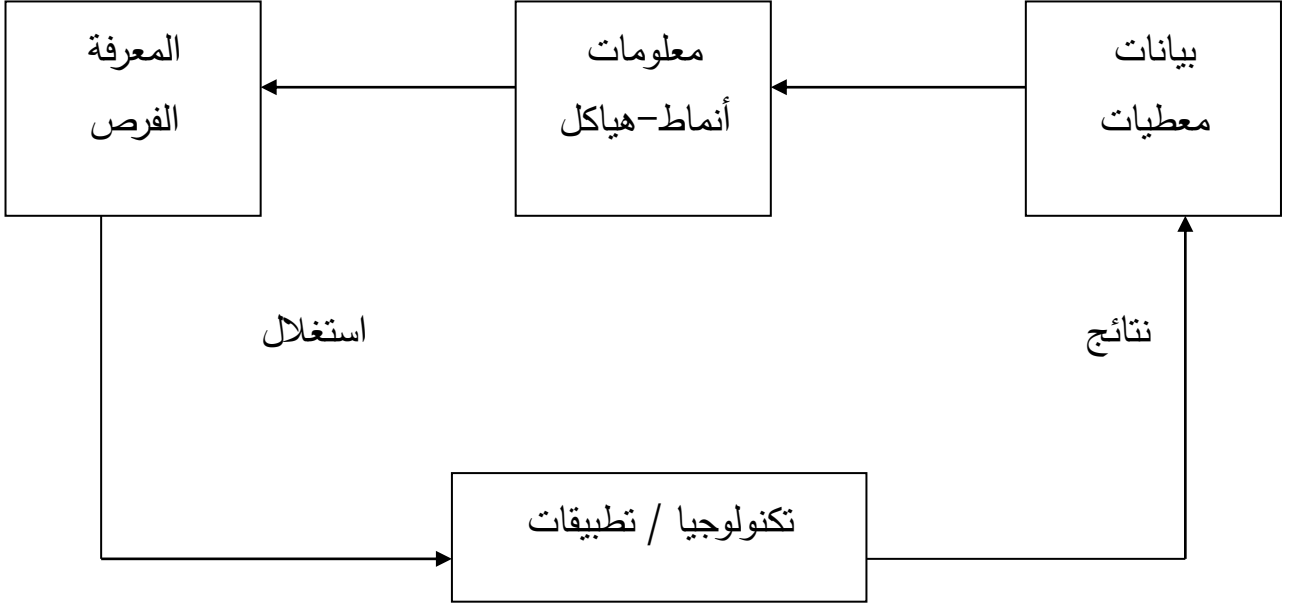 بيانات
معطيات
معلومات
أنماط-هياكل
المعرفة
الفرص
نتائج
استغلال
تكنولوجيا / تطبيقات